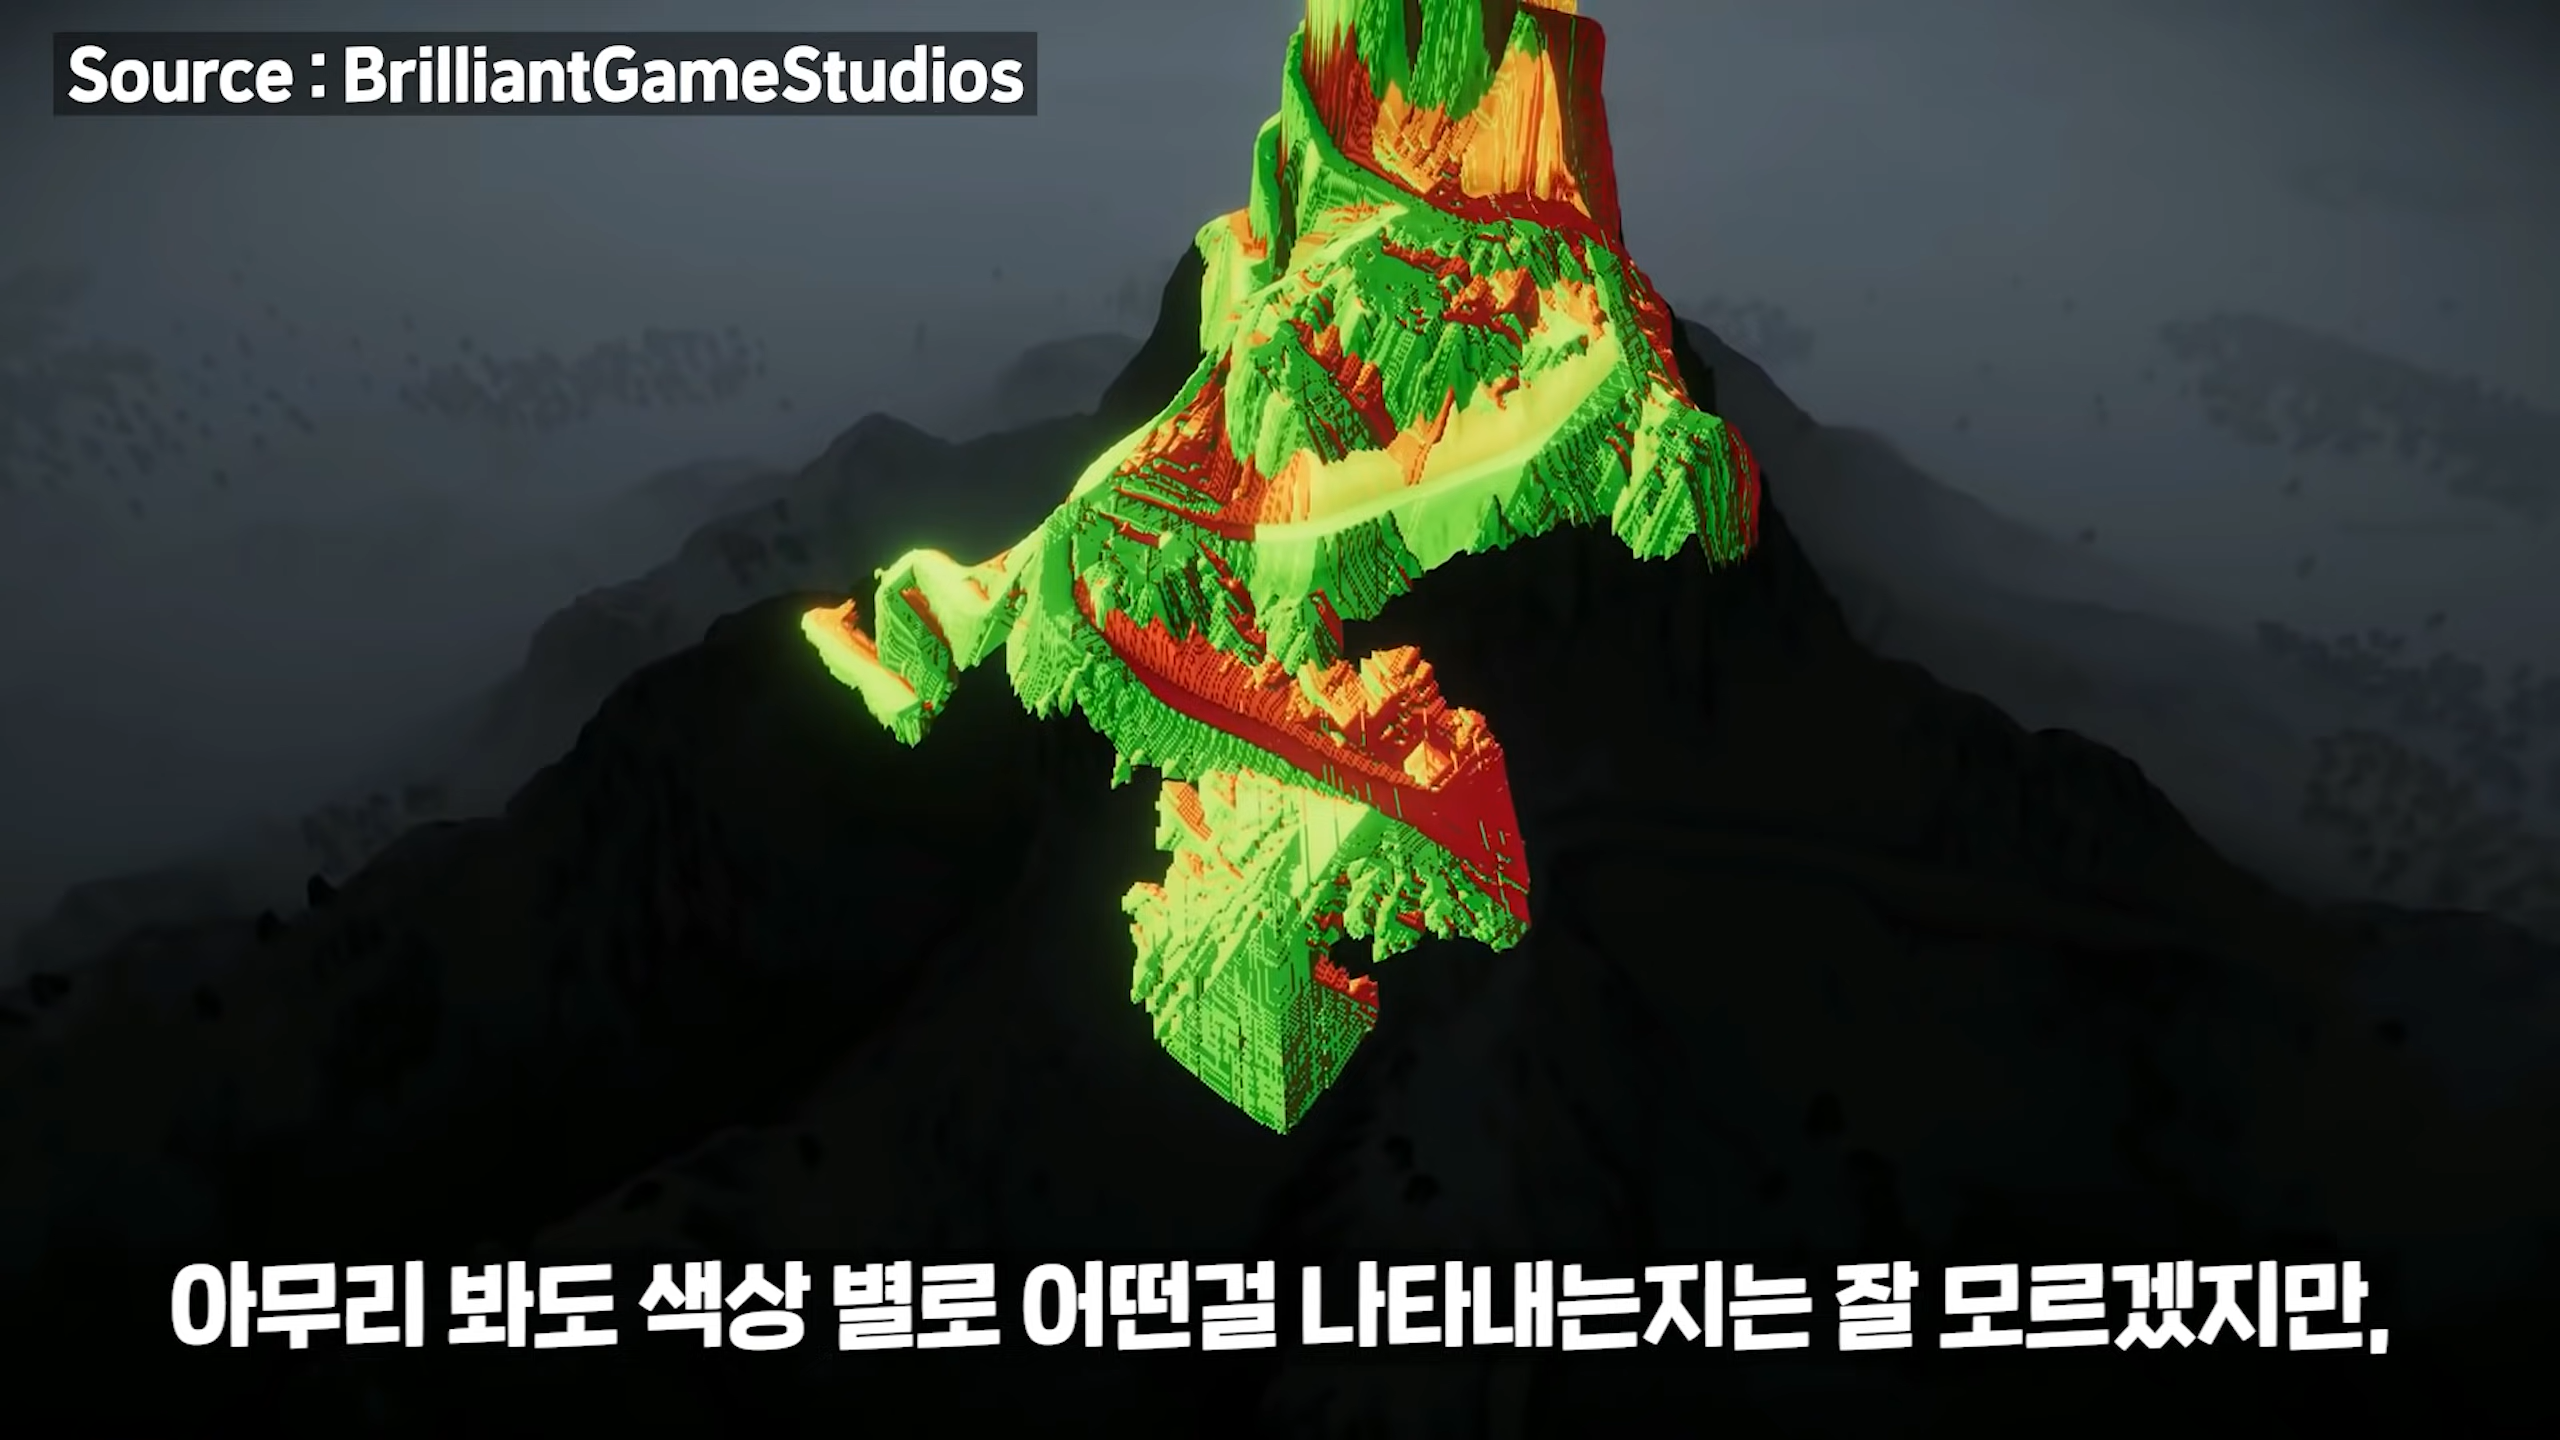 Source : BrilliantGameStudios
아무리 봐도 색상 별로 어떤걸 나타내는지는 잘 모르겠지만,